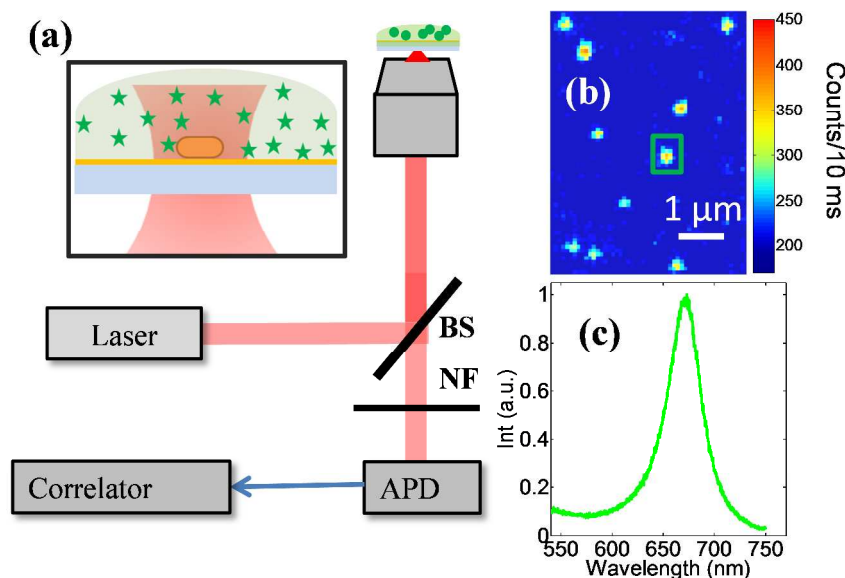 (a)
Laser
BS
NF
Correlator
APD
(b)
1 μm
450
400
350
300
250
200
Counts/10 ms
(c)
1
0.8
0.6
0.4
0.2
0
Int (a.u.)
550 600 650 700 750
Wavelength (nm)